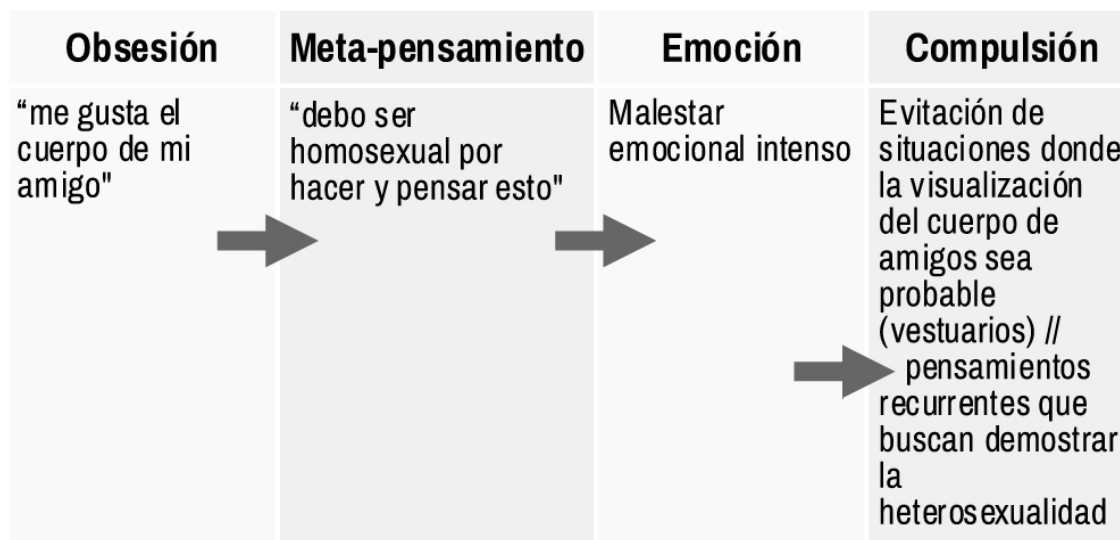 Obsesión
Meta-pensamiento
Emoción
Compulsión
“me gusta el
cuerpo de mi
amigo"
“debo ser
homosexual por
hacer y pensar esto"
Malestar
emocional intenso
Evitación de
situaciones donde
la visualización
del cuerpo de
amigos sea
probable
(vestuarios) //
pensamientos
recurrentes que
buscan demostrar
la
heterosexualidad